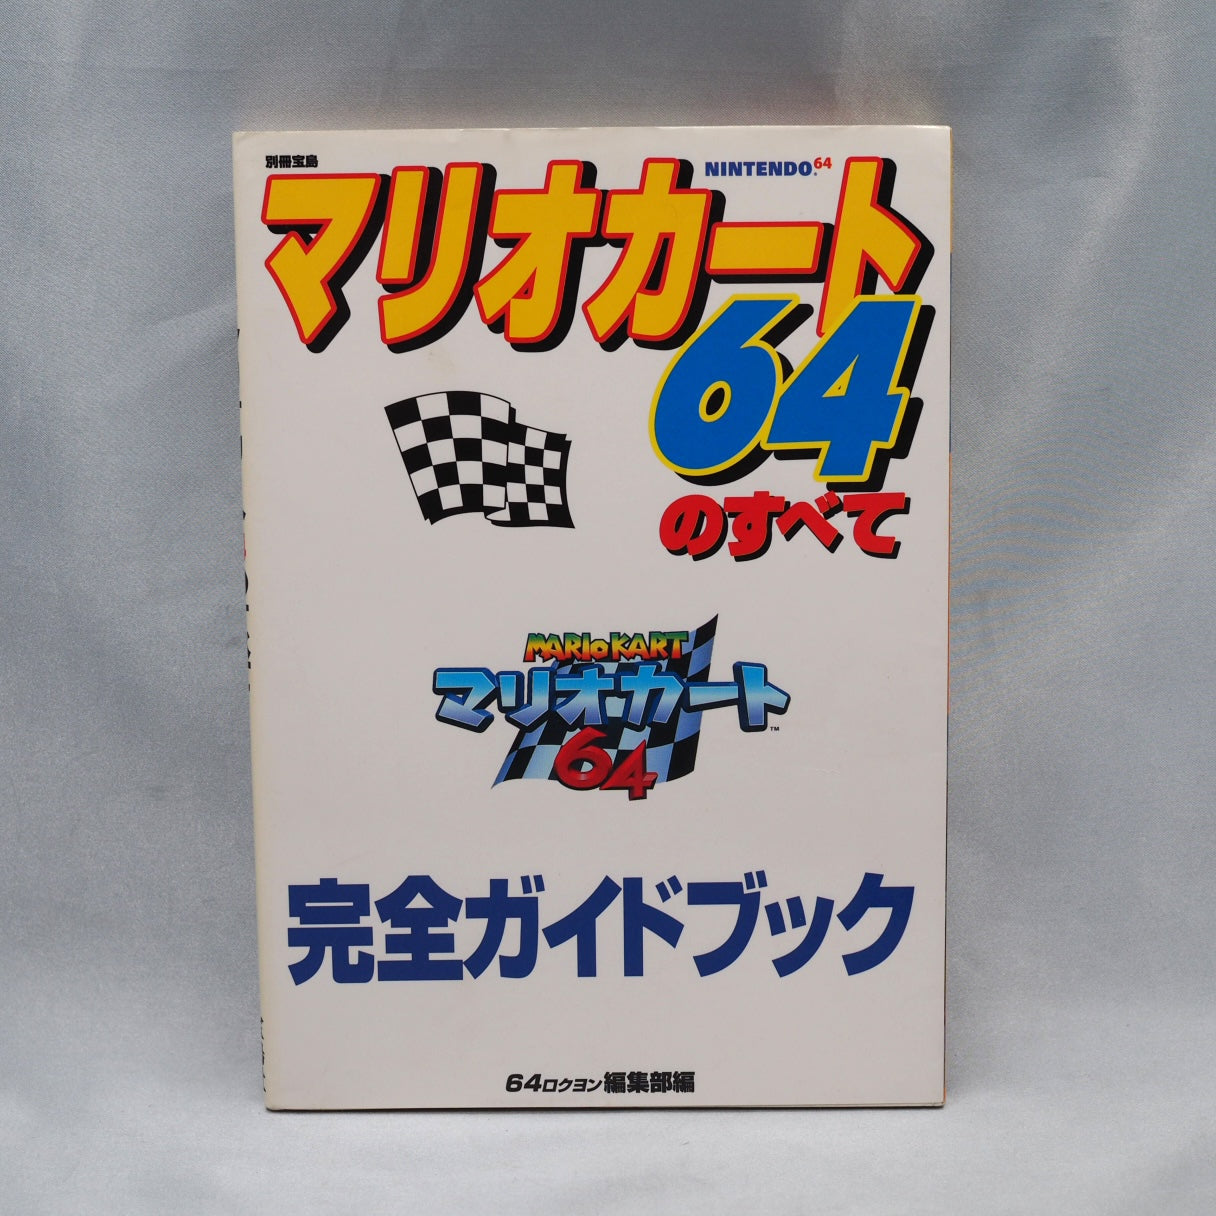 別冊宝島
NINTENDO64
マリオカート
64
のすべて
MARIO KART
マリオカート
64
TM
完全ガイドブック
64ロクヨン編集部編